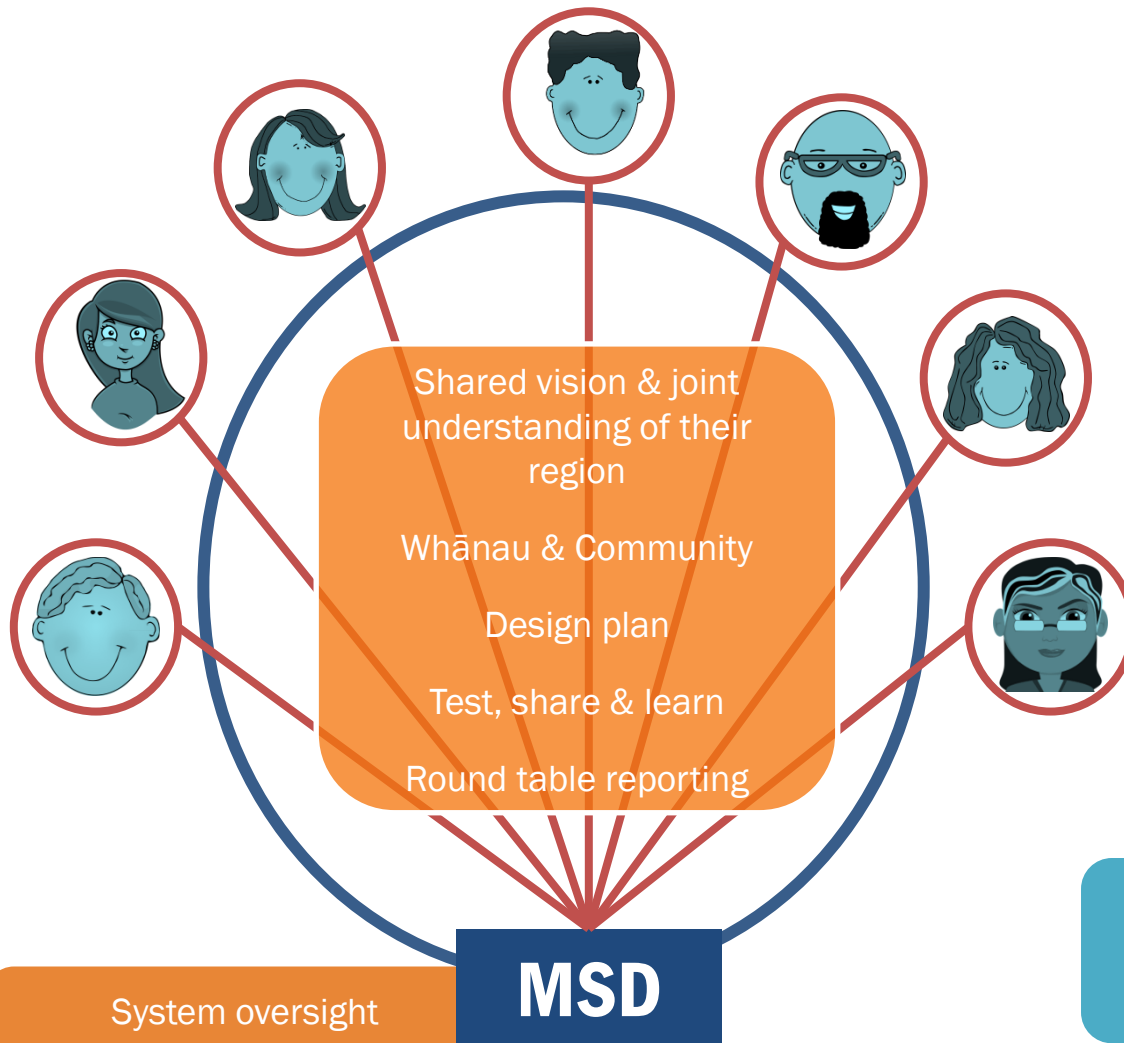 Shared vision & joint
understanding of their
region
Whānau & Community
Design plan
Test, share & learn
Round table reporting
MSD
System oversight